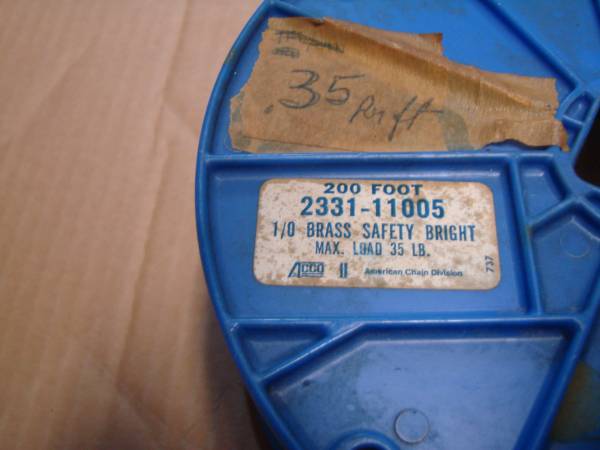 .35 Per ft
200 FOOT
2331-11005
1/0 BRASS SAFETY BRIGHT
MAX. LOAD 35 LB.
ACCO American Chain Division
737